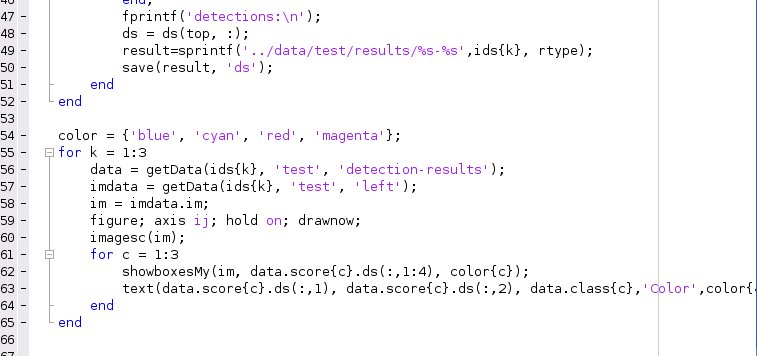 46 - end;
47 - fprintf('detections:\n');
48 - ds = ds(top, :);
49 - result=sprintf('../data/test/results/%s-%s',ids{k}, rtype);
50 - save(result, 'ds');
51 - end
52 - end
53
54 - color = {'blue', 'cyan', 'red', 'magenta'};
55 - for k = 1:3
56 - data = getData(ids{k}, 'test', 'detection-results');
57 - imdata = getData(ids{k}, 'test', 'left');
58 - im = imdata.im;
59 - figure; axis ij; hold on; drawnow;
60 - imagesc(im);
61 - for c = 1:3
62 - showboxesMy(im, data.score{c}.ds(:,1:4), color{c});
63 - text(data.score{c}.ds(:,1), data.score{c}.ds(:,2), data.class{c},'Color',color{
64 - end
65 - end
66
67